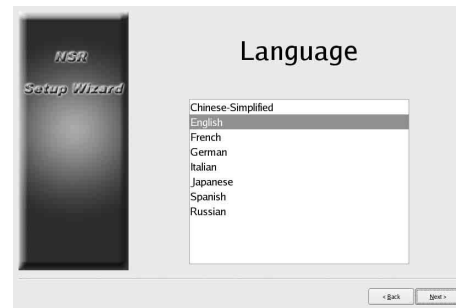 NSR
Setup Wizard
Language
Chinese-Simplified
English
French
German
Italian
Japanese
Spanish
Russian
< Back
Next >